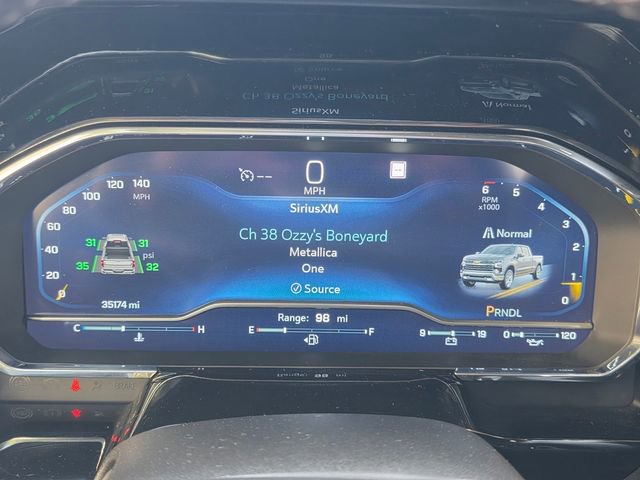 0
MPH
120 140
100
MPH
80
60
40
20
0
31 31
psi
35 32
35174 mi
SiriusXM
Ch 38 Ozzy's Boneyard
Metallica
One
Source
6 5 4 3 2 1 0
RPM
x1000
Normal
PRNDL
C H
Range: 98 mi
E F
9 19
0 120
BRAKE